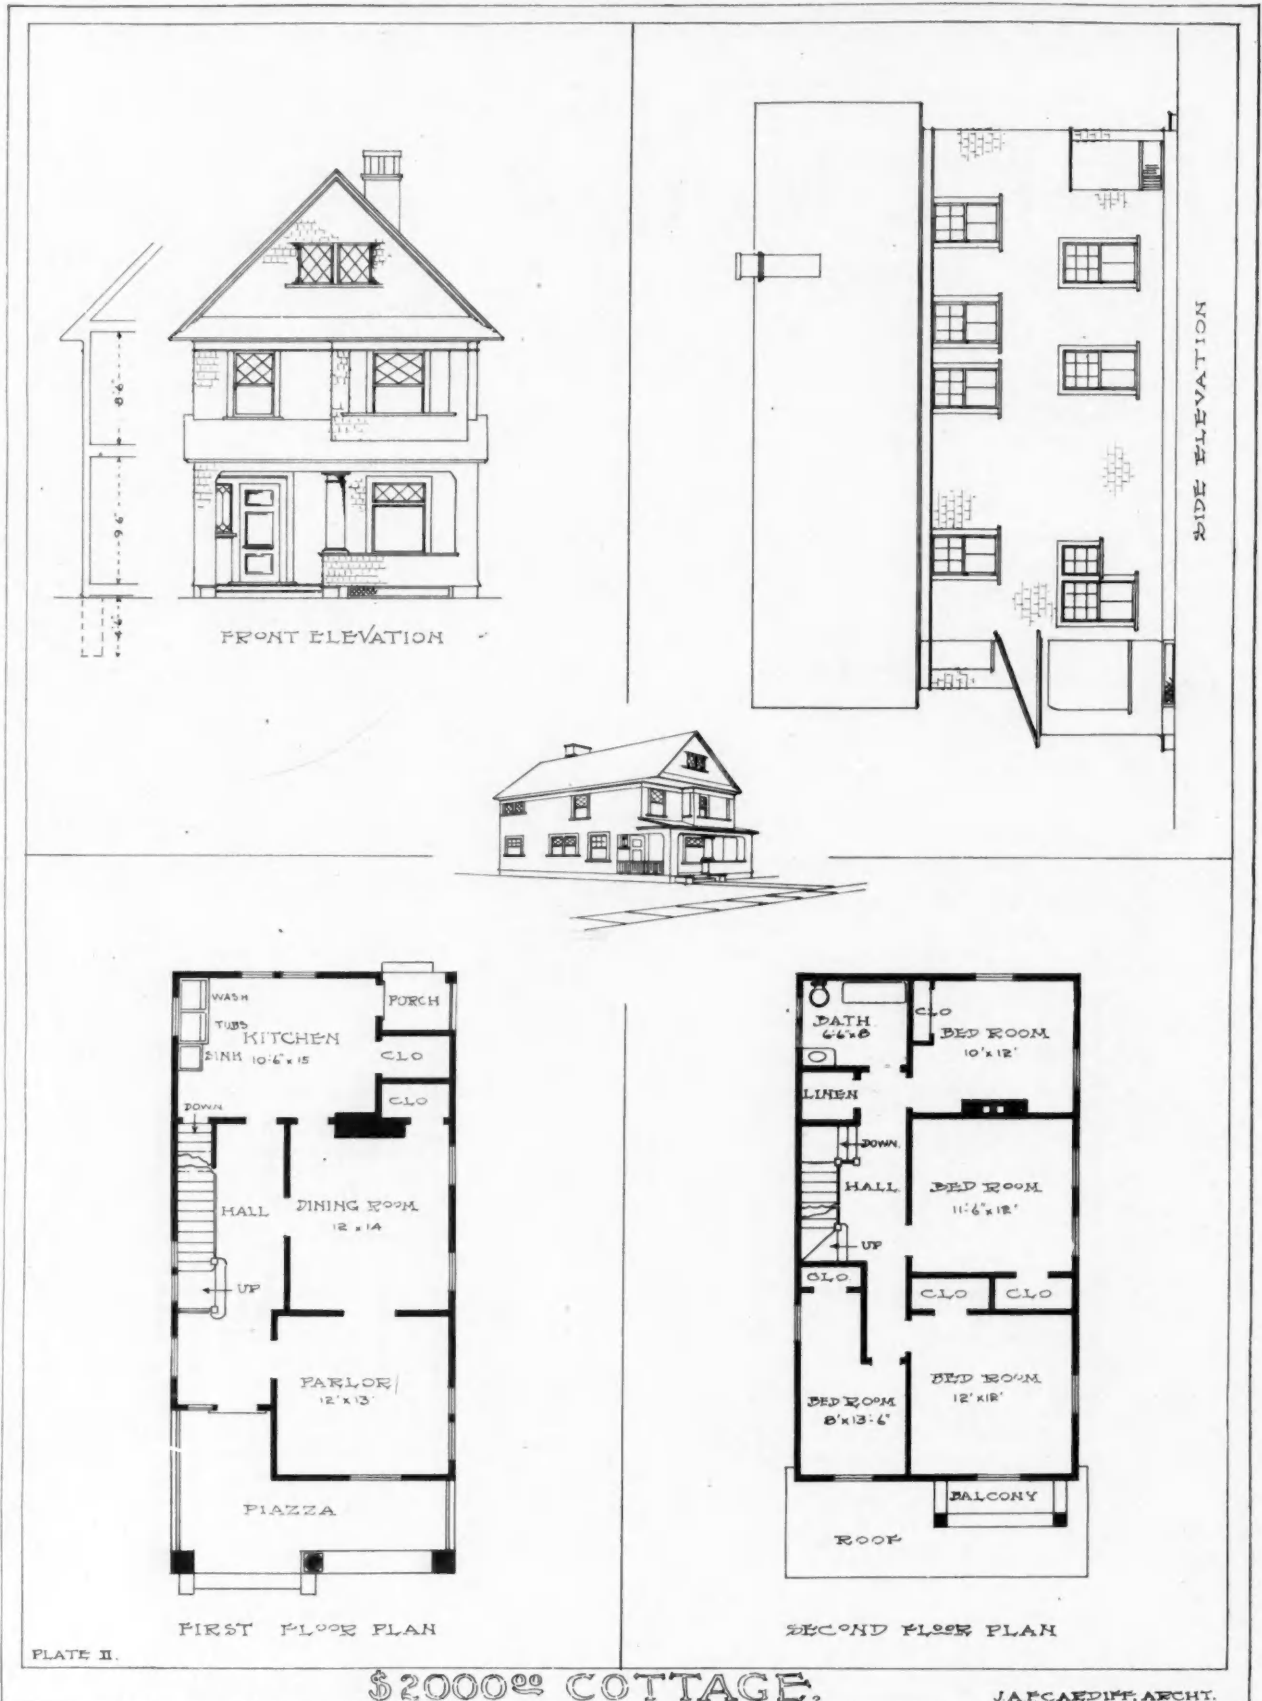 8'6"
9'6"
4'6"
FRONT ELEVATION
SIDE ELEVATION
WASH
TUBS
SINK
KITCHEN
10'-6" x 15
PORCH
CLO
CLO
DOWN
HALL
DINING ROOM
12 x 14
UP
PARLOR
12' x 13'
PIAZZA
FIRST FLOOR PLAN
BATH
6'-6" x 8
CLO
BED ROOM
10' x 12'
LINEN
DOWN.
HALL
BED ROOM
11'-6" x 12'
UP
CLO.
CLO
CLO
BED ROOM
12' x 12'
BED ROOM
8' x 13'-6"
BALCONY
ROOF
SECOND FLOOR PLAN
PLATE II.
$2000.00 COTTAGE.
J.A.F. CARDIFF, ARCHT.